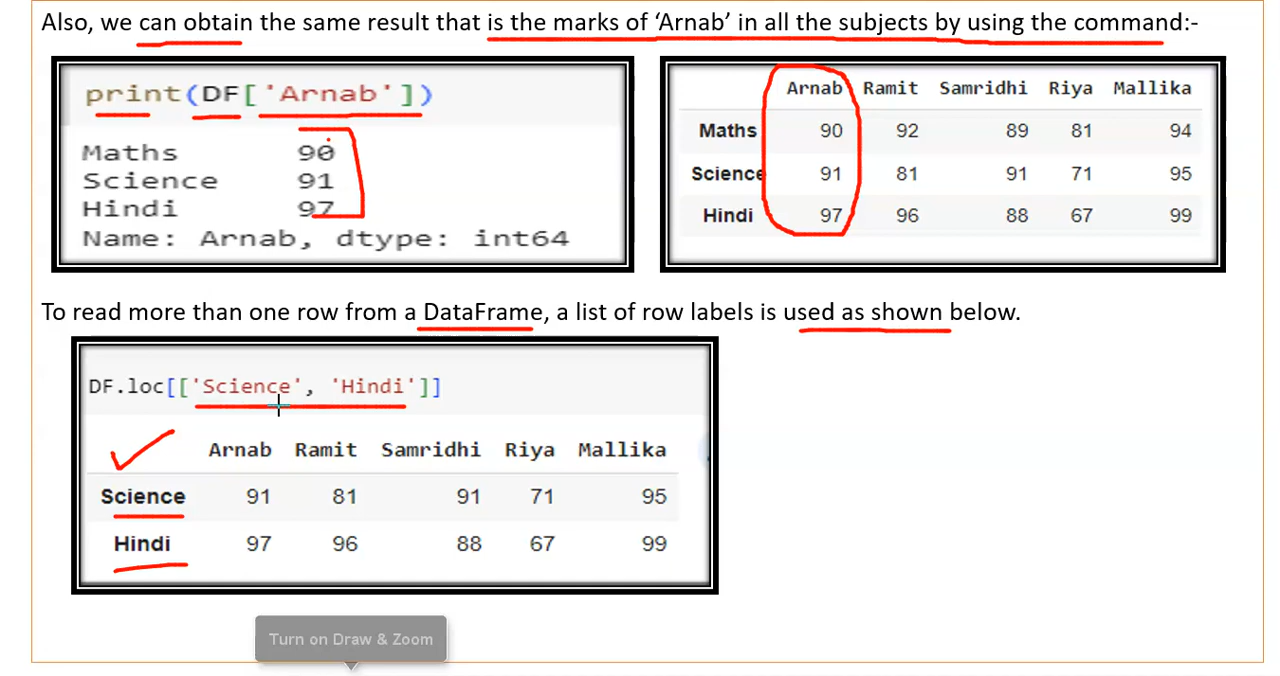 Also, we can obtain the same result that is the marks of ‘Arnab’ in all the subjects by using the command:-
print(DF['Arnab'])
Maths 90
Science 91
Hindi 97
Name: Arnab, dtype: int64
Arnab Ramit Samridhi Riya Mallika
Maths 90 92 89 81 94
Science 91 81 91 71 95
Hindi 97 96 88 67 99
To read more than one row from a DataFrame, a list of row labels is used as shown below.
DF.loc[['Science', 'Hindi']]
Arnab Ramit Samridhi Riya Mallika
Science 91 81 91 71 95
Hindi 97 96 88 67 99
Turn on Draw & Zoom